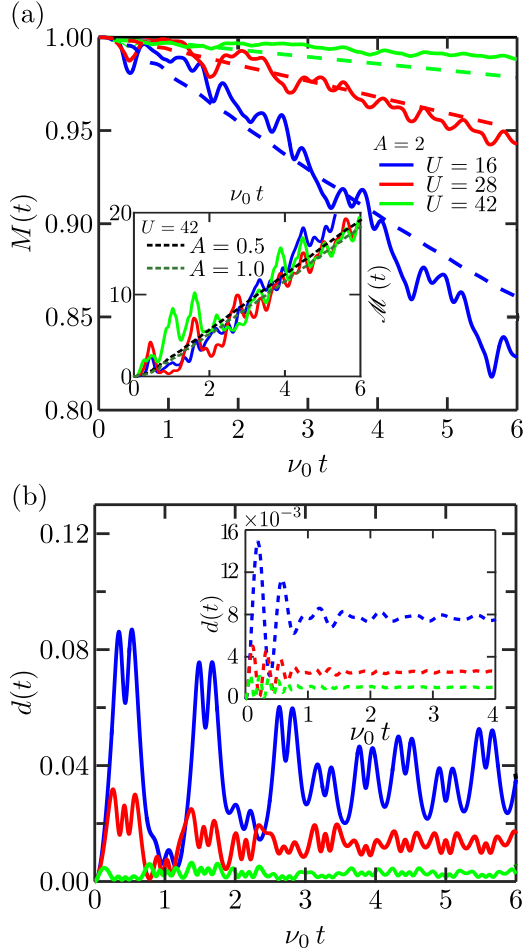 (a)
1.00
0.95
0.90
0.85
0.80
M(t)
A = 2
U = 16
U = 28
U = 42
ν₀ t
20
10
0
U = 42
A = 0.5
A = 1.0
ℳ(t)
0 2 4 6
0 1 2 3 4 5 6
ν₀ t
(b)
0.12
0.08
0.04
0.00
d(t)
×10⁻³
16
12
8
4
0
d(t)
0 1 2 3 4
ν₀ t
0 1 2 3 4 5 6
ν₀ t